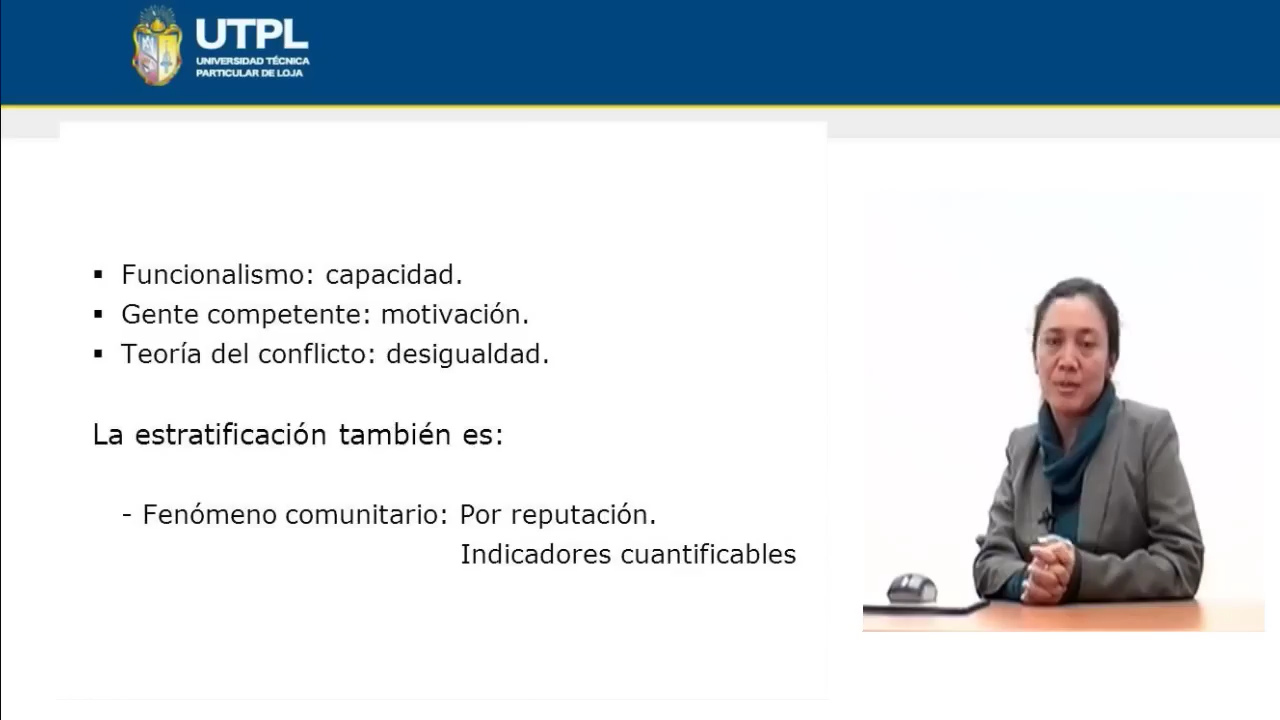 UTPL
UNIVERSIDAD TÉCNICA
PARTICULAR DE LOJA
▪ Funcionalismo: capacidad.
▪ Gente competente: motivación.
▪ Teoría del conflicto: desigualdad.
La estratificación también es:
- Fenómeno comunitario: Por reputación.
Indicadores cuantificables